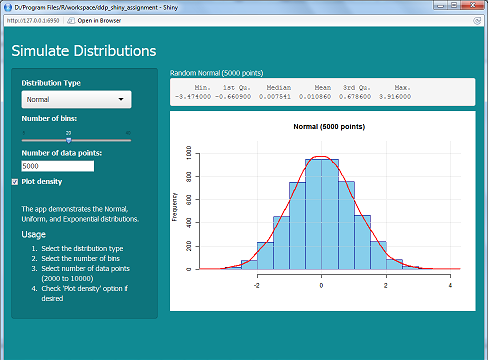 D:/Program Files/R/workspace/ddp_shiny_assignment - Shiny
http://127.0.0.1:6950 Open in Browser
Simulate Distributions
Distribution Type
Normal
Number of bins:
20
Number of data points:
5000
Plot density
The app demonstrates the Normal,
Uniform, and Exponential distributions.
Usage
1. Select the distribution type
2. Select the number of bins
3. Select number of data points
(2000 to 10000)
4. Check 'Plot density' option if
desired
Random Normal (5000 points)
Min. 1st Qu. Median Mean 3rd Qu. Max.
-3.474000 -0.660900 0.007541 0.010860 0.678600 3.916000
Normal (5000 points)
Frequency
1000
800
600
400
200
0
-2 0 2 4